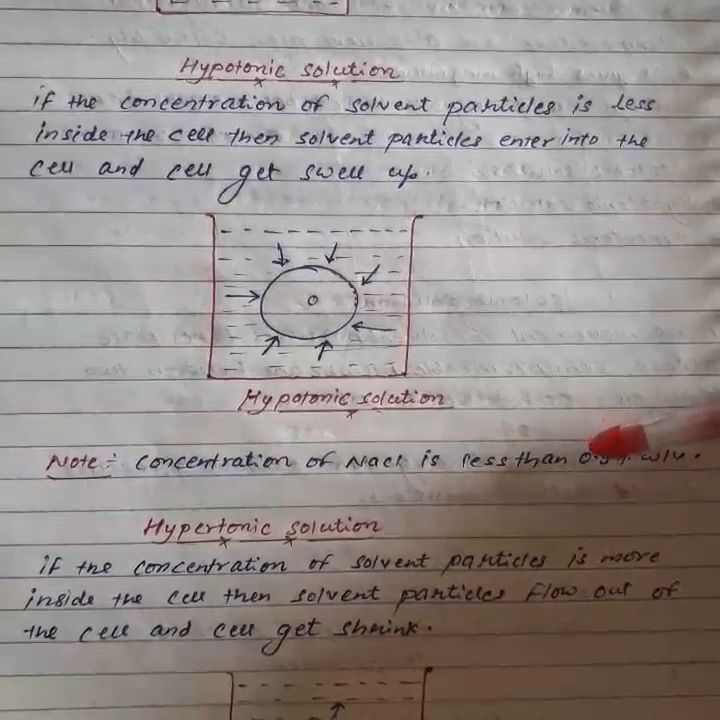 Hypotonic solution
if the concentration of solvent particles is less
inside the cell then solvent particles enter into the
cell and cell get swell up.
Hypotonic solution
Note :- Concentration of Nacl is less than w/v.
Hypertonic solution
if the concentration of solvent particles is more
inside the cell then solvent particles flow out of
the cell and cell get shrink.